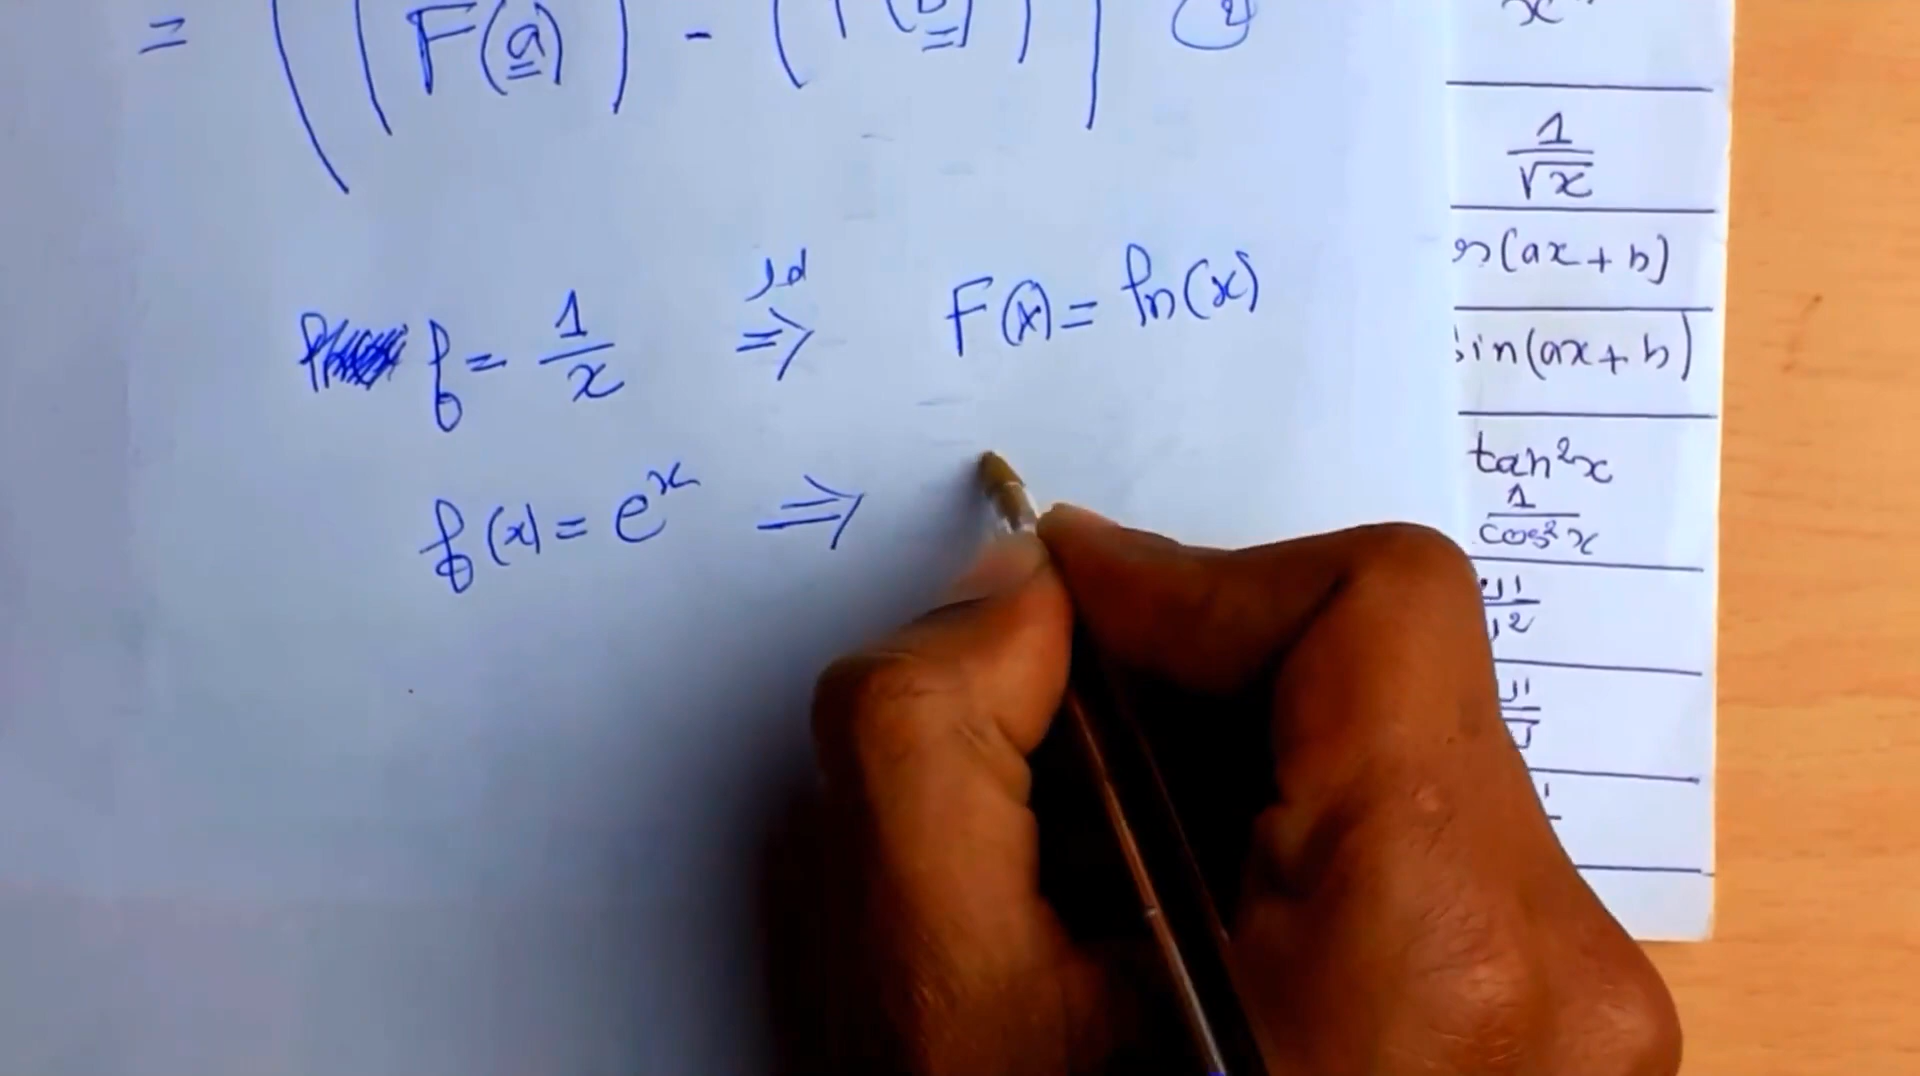 = ((F(a)) - (F(b)))
f = 1/x ⇒ F(x) = ln(x)
f(x) = e^x ⇒
x
1/√x
(ax + b)
sin(ax + b)
tan²x
1/cos²x